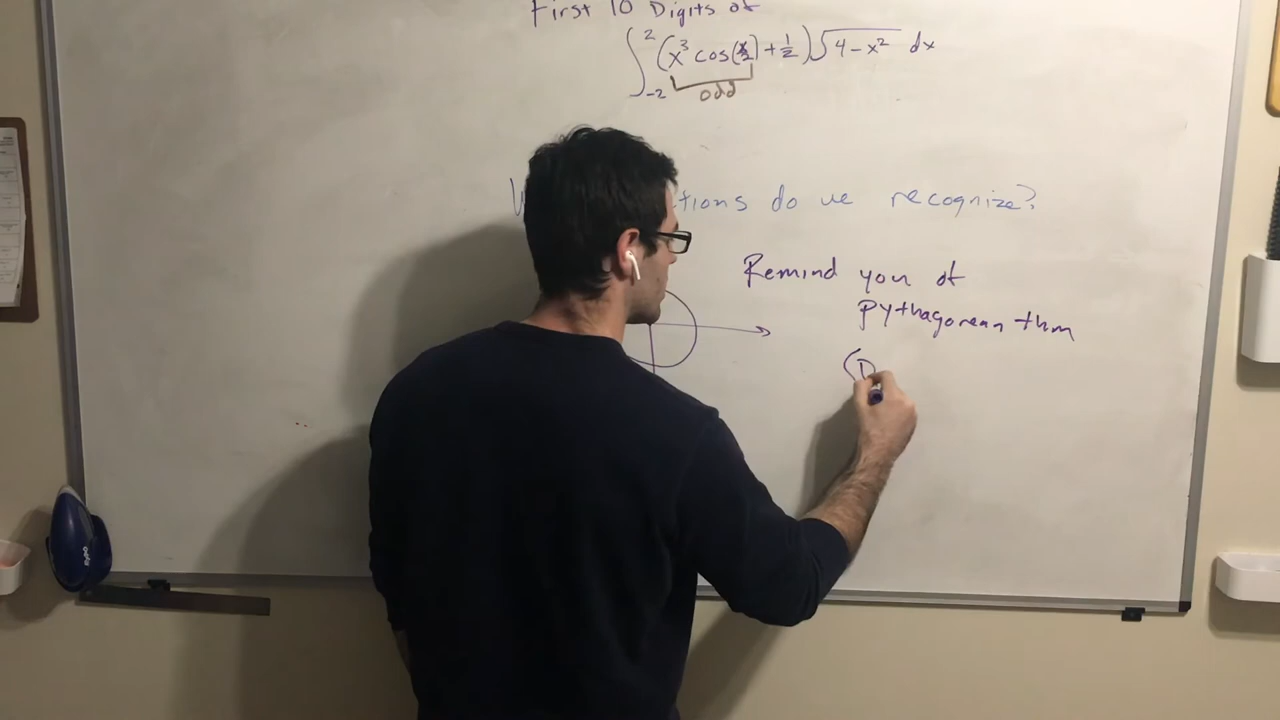 First 10 Digits of
∫_{-2}^{2} (x³ cos(x/2) + 1/2) √(4 - x²) dx
odd
do we recognize?
Remind you of
Pythagorean thm
(D